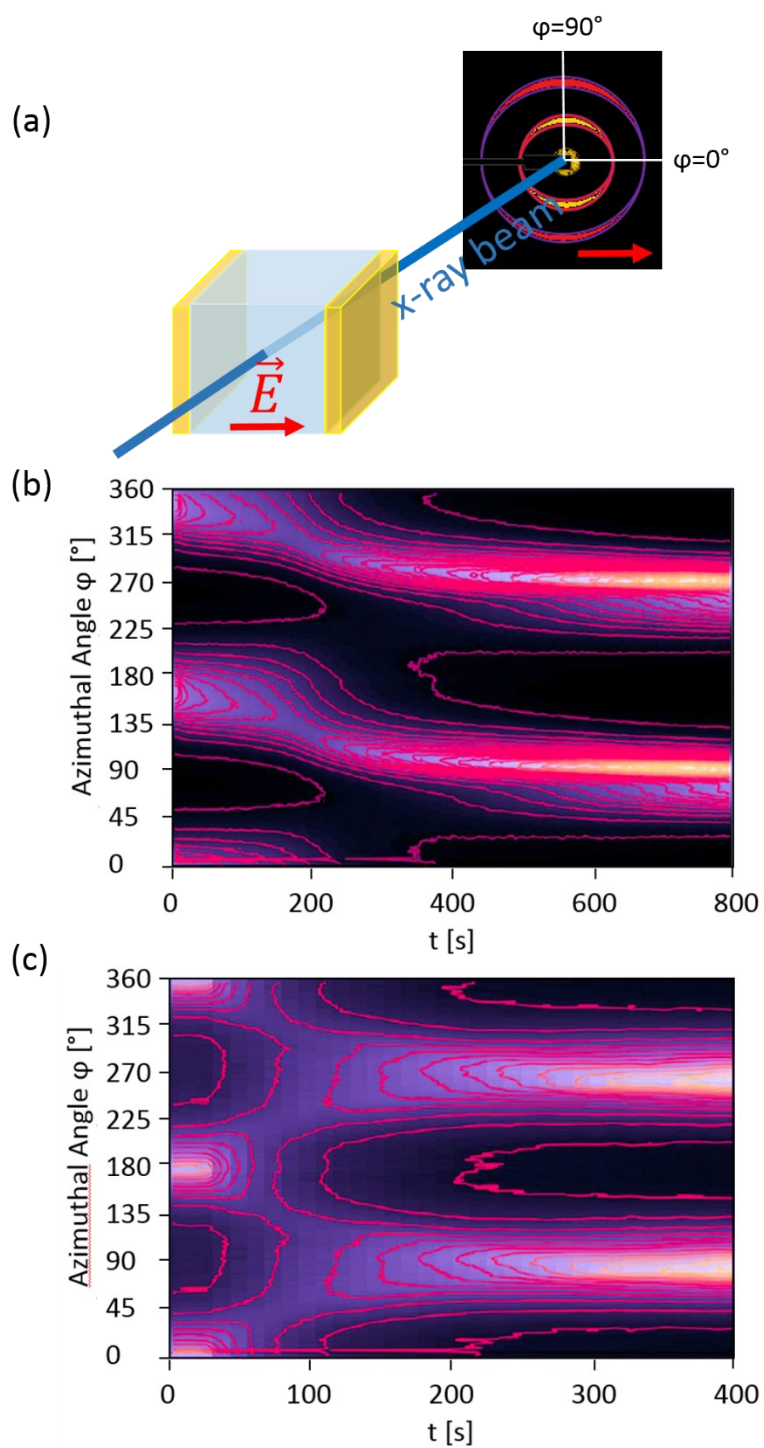 φ=90°
(a)
φ=0°
x-ray beam
E
(b)
360
315
270
225
180
135
90
45
0
Azimuthal Angle φ [°]
0 200 400 600 800
t [s]
(c)
360
315
270
225
180
135
90
45
0
Azimuthal Angle φ [°]
0 100 200 300 400
t [s]